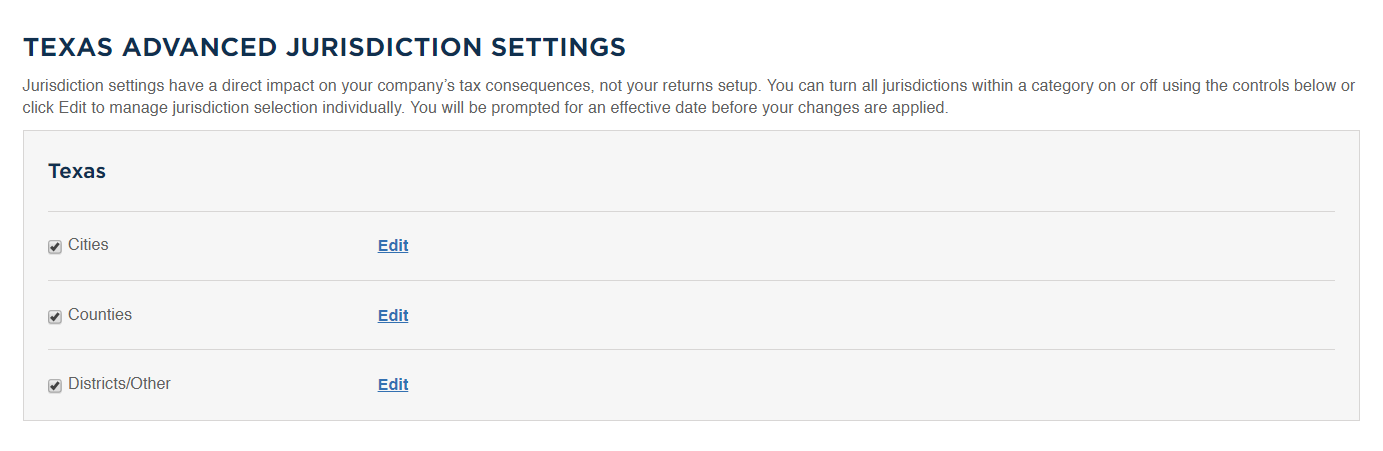 TEXAS ADVANCED JURISDICTION SETTINGS
Jurisdiction settings have a direct impact on your company’s tax consequences, not your returns setup. You can turn all jurisdictions within a category on or off using the controls below or
click Edit to manage jurisdiction selection individually. You will be prompted for an effective date before your changes are applied.
Texas
Cities Edit
Counties Edit
Districts/Other Edit